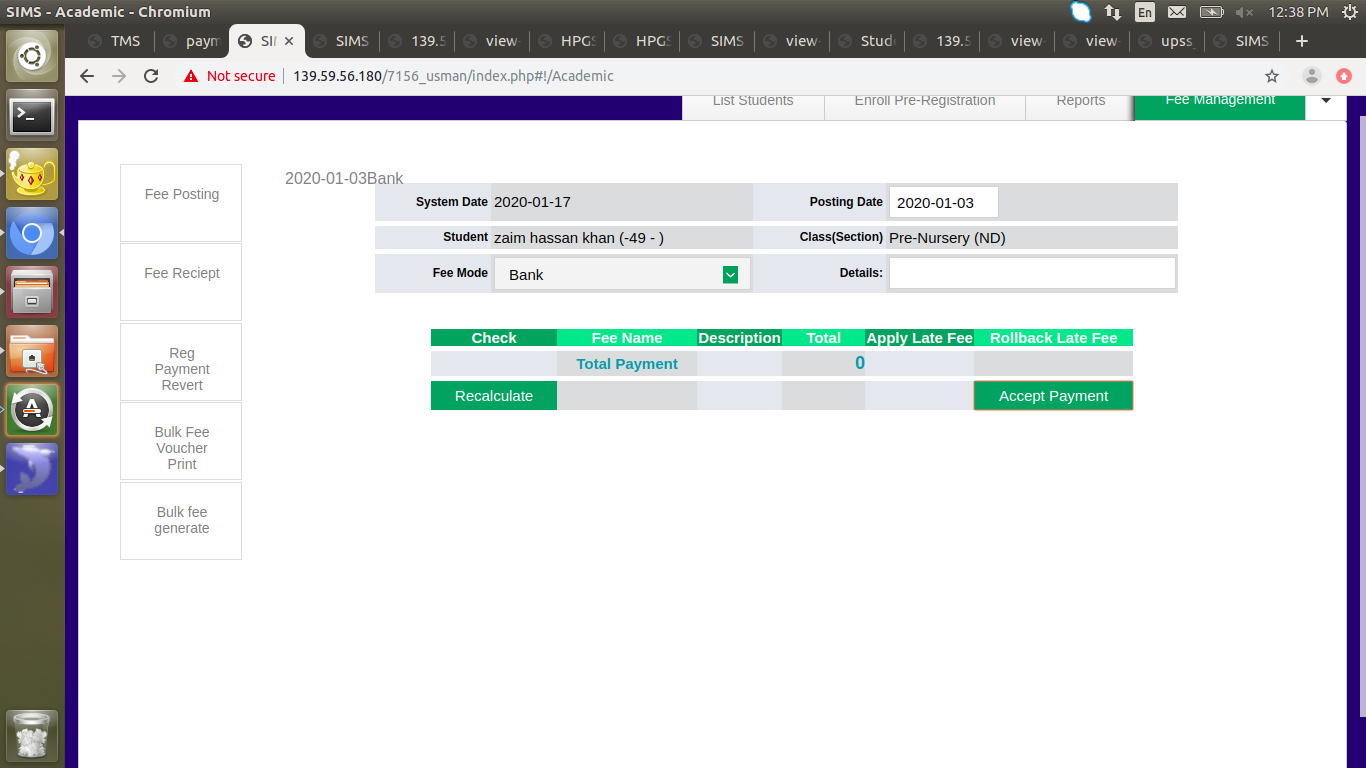 SIMS - Academic - Chromium
En
12:38 PM
TMS
paym
SI
SIMS
139.5
view-
HPGS
HPGS
SIMS
view-
Stud
139.5
view-
view-
upss_
SIMS
Not secure
139.59.56.180/7156_usman/index.php#!/Academic
List Students
Enroll Pre-Registration
Reports
Fee Management
Fee Posting
Fee Reciept
Reg
Payment
Revert
Bulk Fee
Voucher
Print
Bulk fee
generate
2020-01-03Bank
System Date 2020-01-17 Posting Date 2020-01-03
Student zaim hassan khan (-49 - ) Class(Section) Pre-Nursery (ND)
Fee Mode Bank Details:
Check Fee Name Description Total Apply Late Fee Rollback Late Fee
Total Payment 0
Recalculate Accept Payment